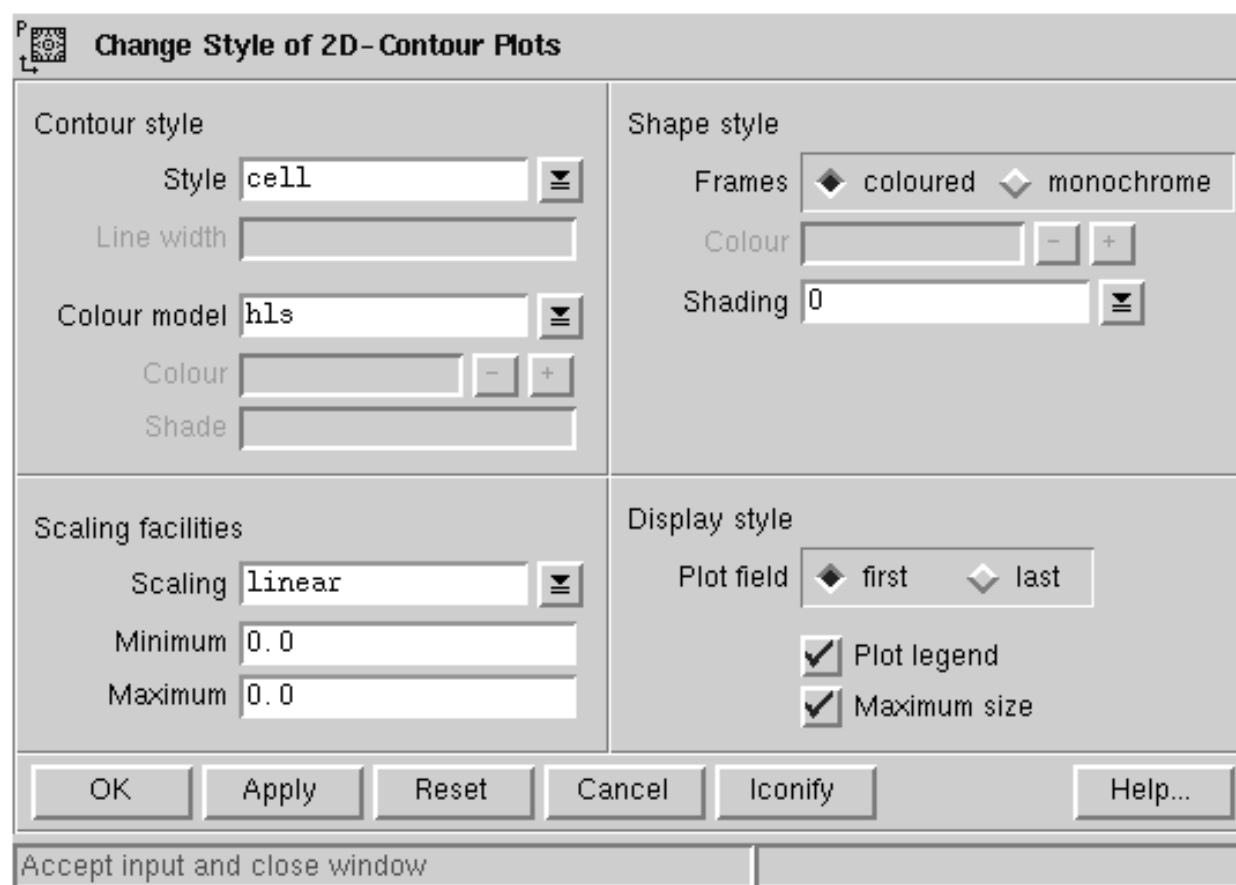 P
t
Change Style of 2D-Contour Plots
Contour style
Style cell
Line width
Colour model hls
Colour - +
Shade
Shape style
Frames coloured monochrome
Colour - +
Shading 0
Scaling facilities
Scaling linear
Minimum 0.0
Maximum 0.0
Display style
Plot field first last
Plot legend
Maximum size
OK Apply Reset Cancel Iconify Help...
Accept input and close window